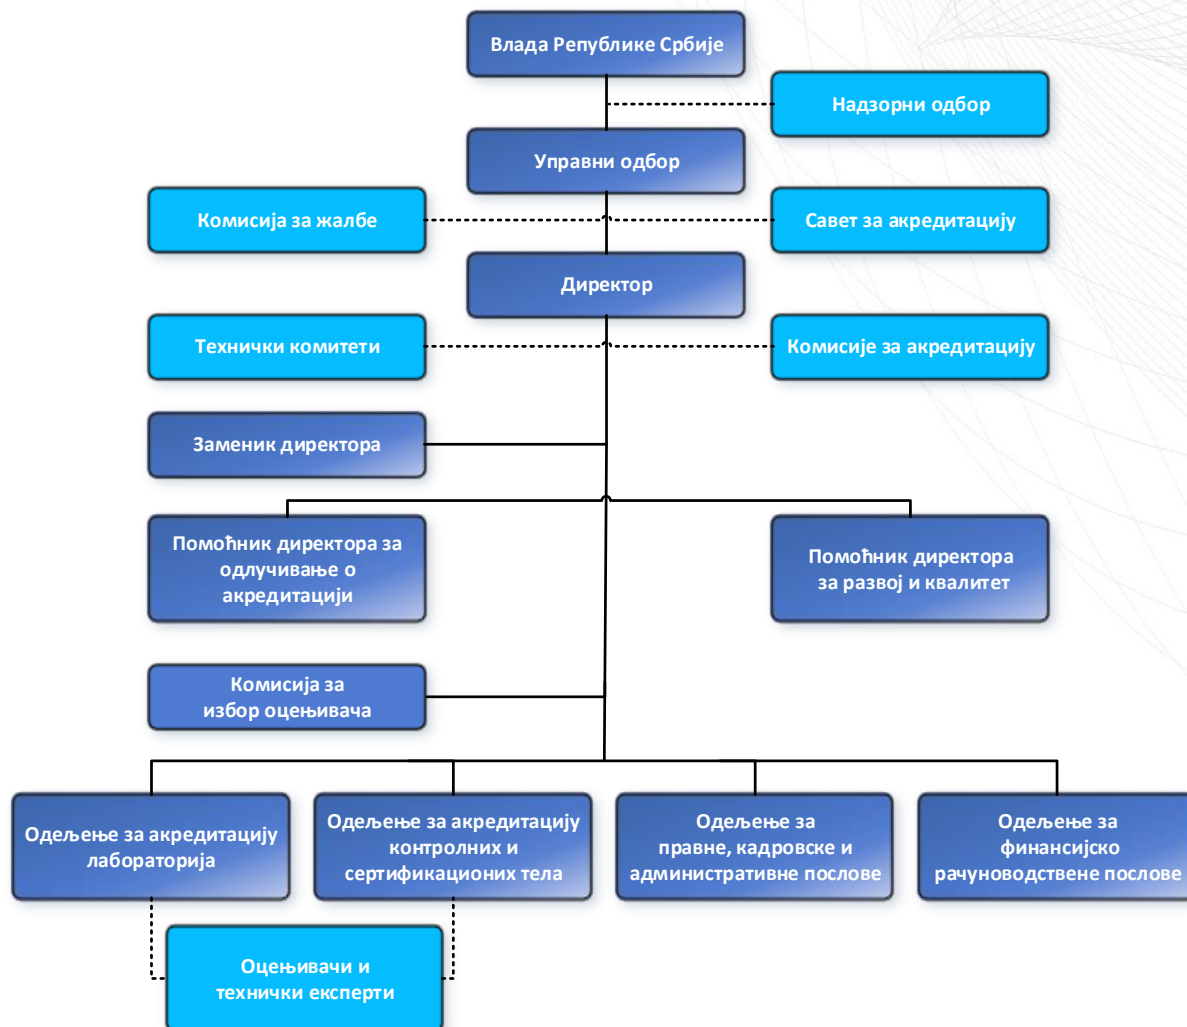 Влада Републике Србије
Надзорни одбор
Управни одбор
Комисија за жалбе
Савет за акредитацију
Директор
Технички комитети
Комисије за акредитацију
Заменик директора
Помоћник директора за
одлучивање о
акредитацији
Помоћник директора
за развој и квалитет
Комисија за
избор оцењивача
Одељење за акредитацију
лабораторија
Одељење за акредитацију
контролних и
сертификационих тела
Одељење за
правне, кадровске и
административне послове
Одељење за
финансијско
рачуноводствене послове
Оцењивачи и
технички експерти